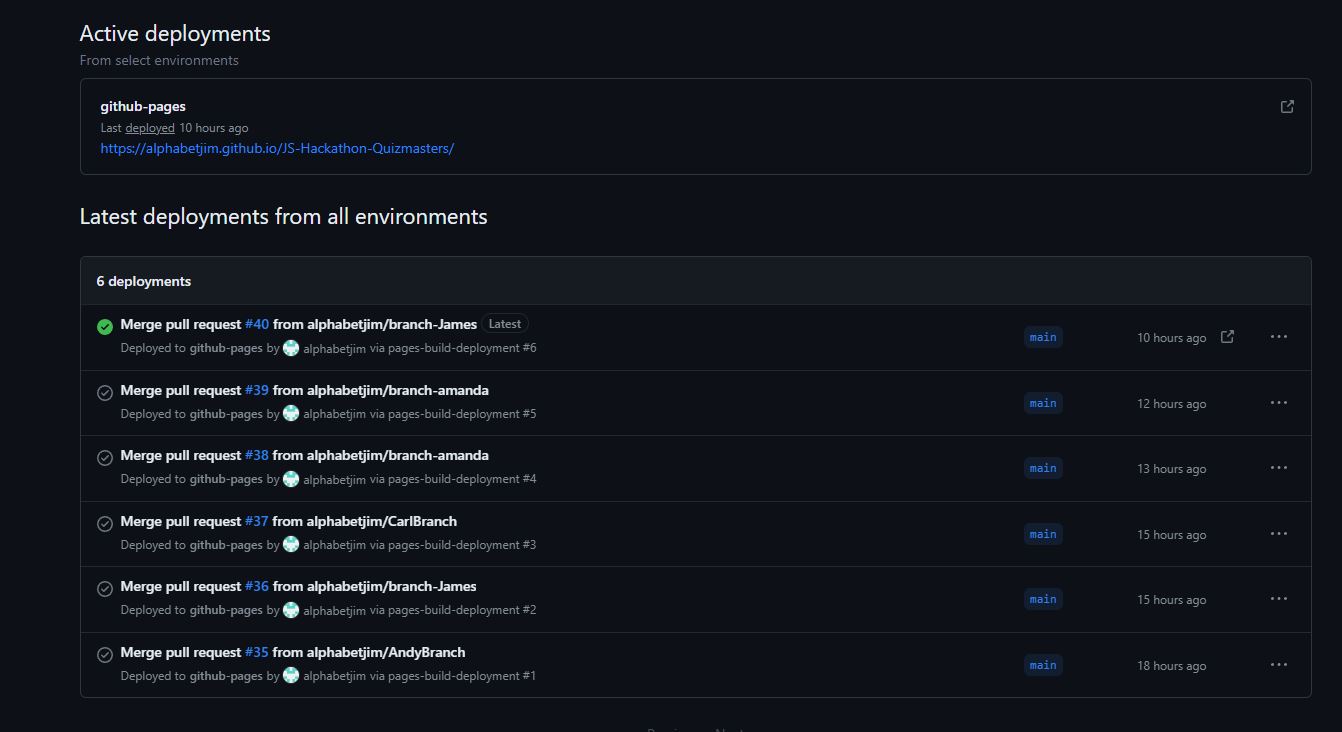 Active deployments
From select environments
github-pages
Last deployed 10 hours ago
https://alphabetjim.github.io/JS-Hackathon-Quizmasters/
Latest deployments from all environments
6 deployments
Merge pull request #40 from alphabetjim/branch-James Latest
Deployed to github-pages by alphabetjim via pages-build-deployment #6
main
10 hours ago
Merge pull request #39 from alphabetjim/branch-amanda
Deployed to github-pages by alphabetjim via pages-build-deployment #5
main
12 hours ago
Merge pull request #38 from alphabetjim/branch-amanda
Deployed to github-pages by alphabetjim via pages-build-deployment #4
main
13 hours ago
Merge pull request #37 from alphabetjim/CarlBranch
Deployed to github-pages by alphabetjim via pages-build-deployment #3
main
15 hours ago
Merge pull request #36 from alphabetjim/branch-James
Deployed to github-pages by alphabetjim via pages-build-deployment #2
main
15 hours ago
Merge pull request #35 from alphabetjim/AndyBranch
Deployed to github-pages by alphabetjim via pages-build-deployment #1
main
18 hours ago